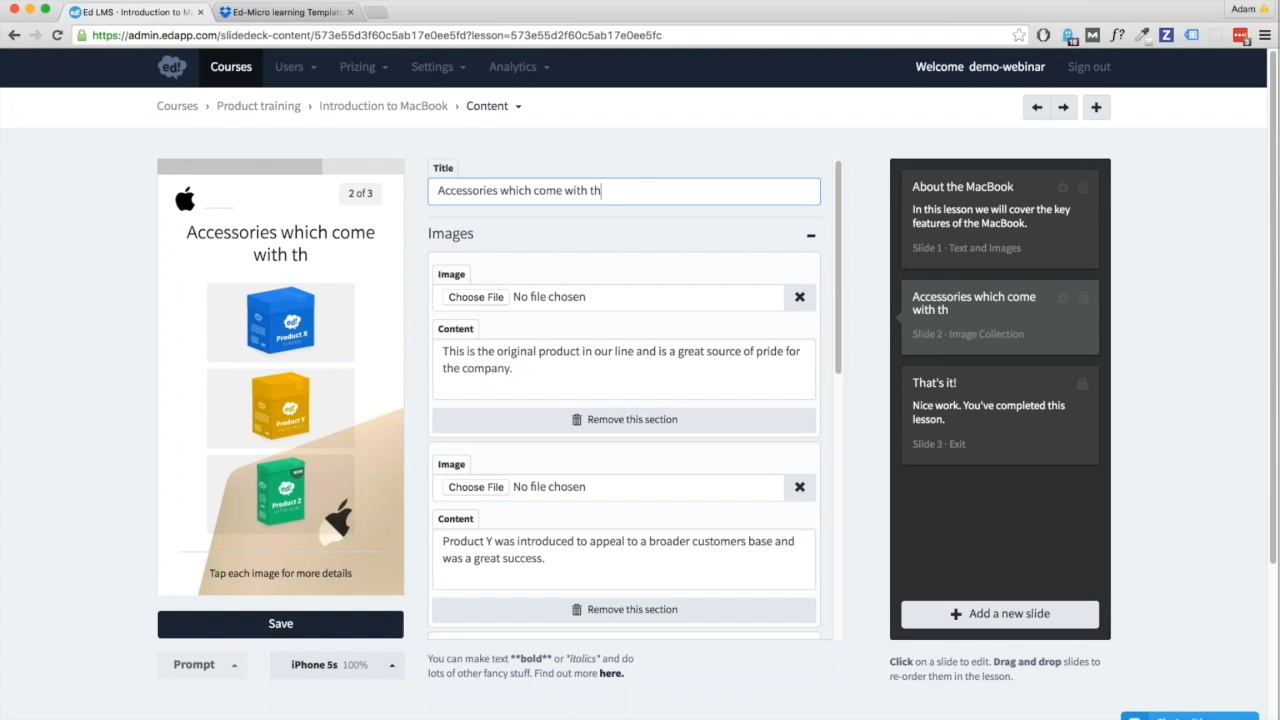 Ed LMS - Introduction to M
Ed-Micro learning Template
Adam
https://admin.edapp.com/slidedeck-content/573e55d3f60c5ab17e0ee5fd?lesson=573e55d2f60c5ab17e0ee5fc
ed!
Courses
Users
Prizing
Settings
Analytics
Welcome demo-webinar
Sign out
Courses › Product training › Introduction to MacBook › Content
2 of 3
Accessories which come
with th
ed!
Product X
ed!
Product Y
ed!
Product Z
Tap each image for more details
Save
Prompt
iPhone 5s 100%
Title
Accessories which come with th
Images
Image
Choose File No file chosen
Content
This is the original product in our line and is a great source of pride for
the company.
Remove this section
Image
Choose File No file chosen
Content
Product Y was introduced to appeal to a broader customers base and
was a great success.
Remove this section
You can make text **bold** or *italics* and do
lots of other fancy stuff. Find out more here.
About the MacBook
In this lesson we will cover the key
features of the MacBook.
Slide 1 · Text and Images
Accessories which come
with th
Slide 2 · Image Collection
That's it!
Nice work. You've completed this
lesson.
Slide 3 · Exit
Add a new slide
Click on a slide to edit. Drag and drop slides to
re-order them in the lesson.